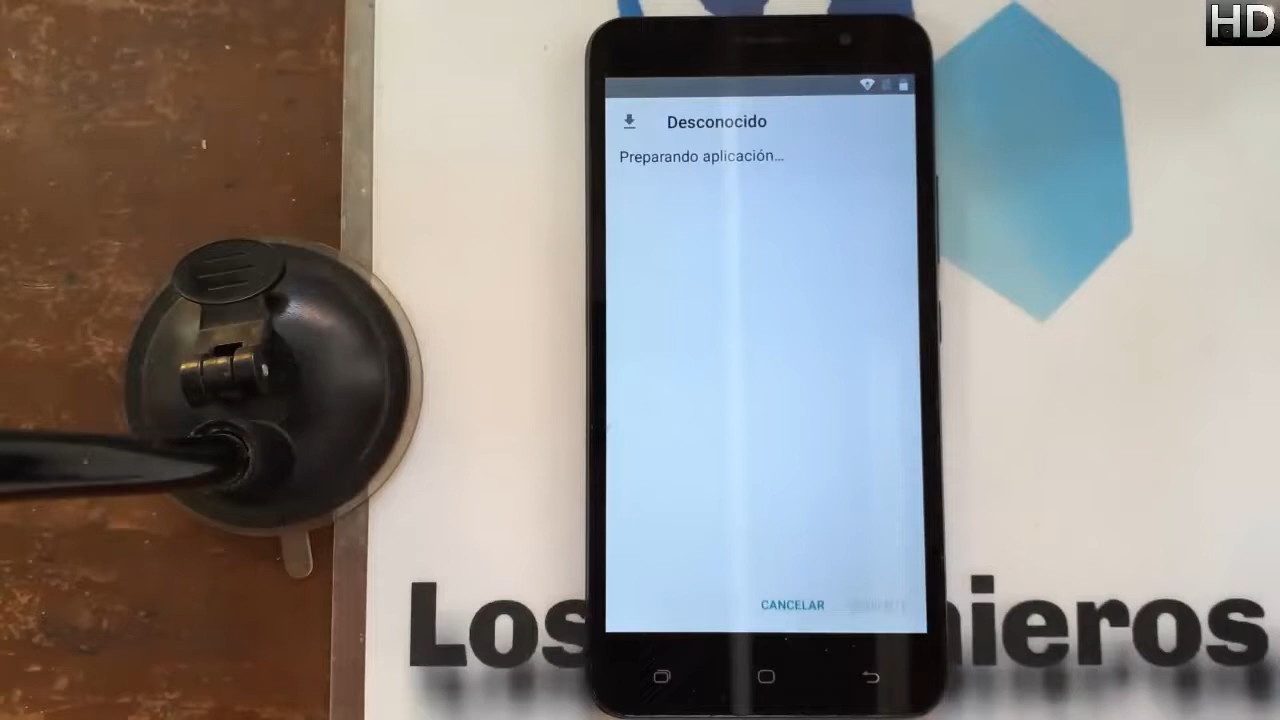 HD
Desconocido
Preparando aplicación...
CANCELAR
Los nieros